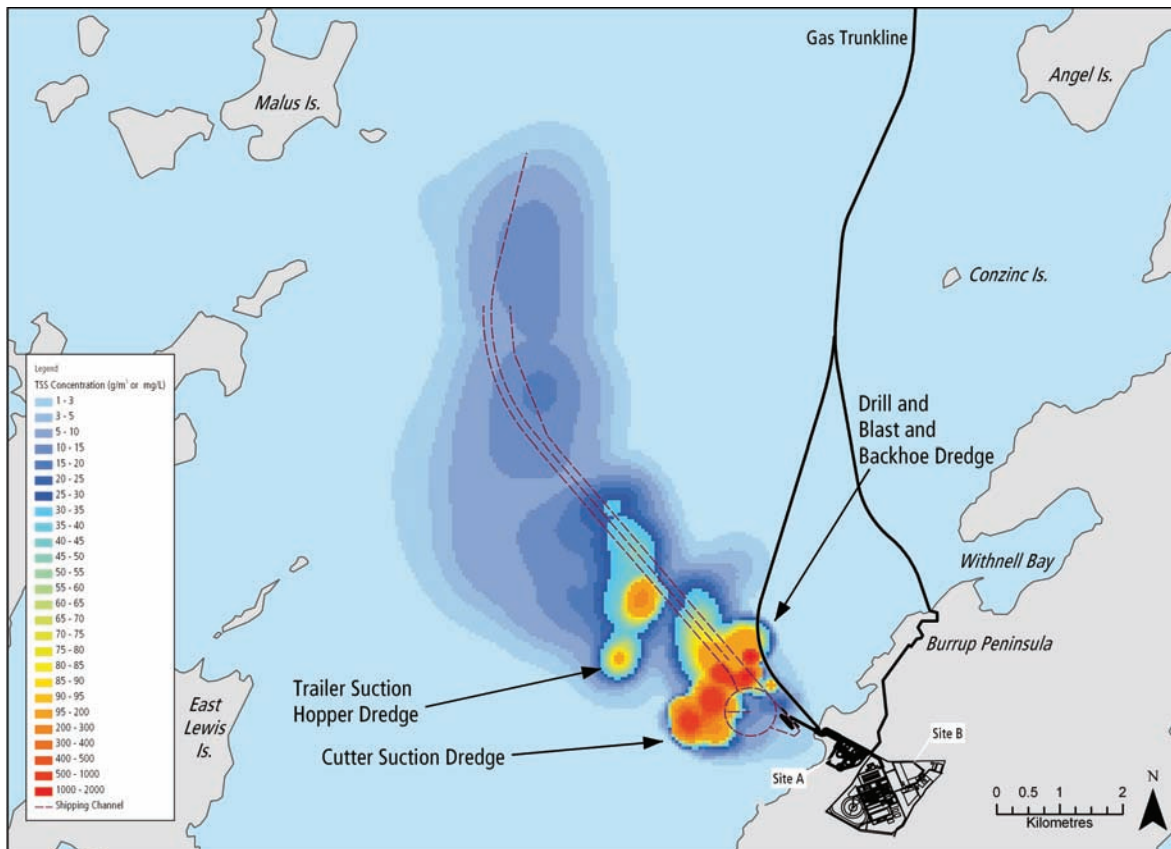 Gas Trunkline
Malus Is.
Angel Is.
Conzinc Is.
Legend
TSS Concentration (g/m³ or mg/L)
1 - 3
3 - 5
5 - 10
10 - 15
15 - 20
20 - 25
25 - 30
30 - 35
35 - 40
40 - 45
45 - 50
50 - 55
55 - 60
60 - 65
65 - 70
70 - 75
75 - 80
80 - 85
85 - 90
90 - 95
95 - 200
200 - 300
300 - 400
400 - 500
500 - 1000
1000 - 2000
Shipping Channel
Drill and
Blast and
Backhoe Dredge
Withnell Bay
Burrup Peninsula
Trailer Suction
Hopper Dredge
East
Lewis
Is.
Cutter Suction Dredge
Site B
Site A
0 0.5 1 2
Kilometres
N